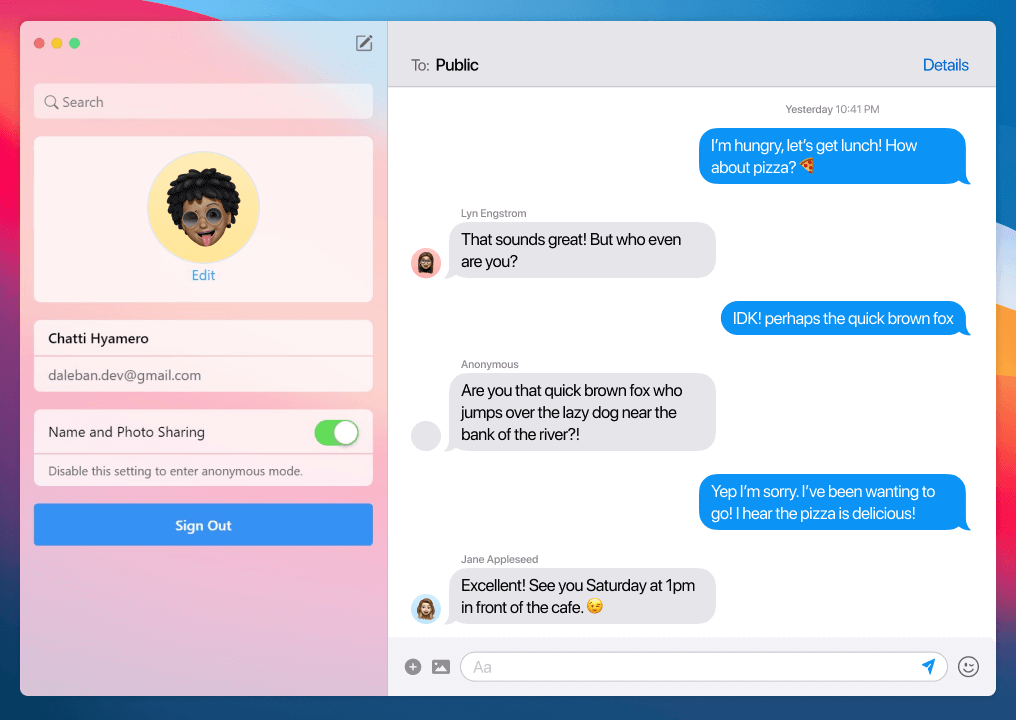 Search
Edit
Chatti Hyamero
daleban.dev@gmail.com
Name and Photo Sharing
Disable this setting to enter anonymous mode.
Sign Out
To: Public
Details
Yesterday 10:41 PM
I’m hungry, let’s get lunch! How
about pizza? 🍕
Lyn Engstrom
That sounds great! But who even
are you?
IDK! perhaps the quick brown fox
Anonymous
Are you that quick brown fox who
jumps over the lazy dog near the
bank of the river?!
Yep I’m sorry. I’ve been wanting to
go! I hear the pizza is delicious!
Jane Appleseed
Excellent! See you Saturday at 1pm
in front of the cafe. 😉
Aa